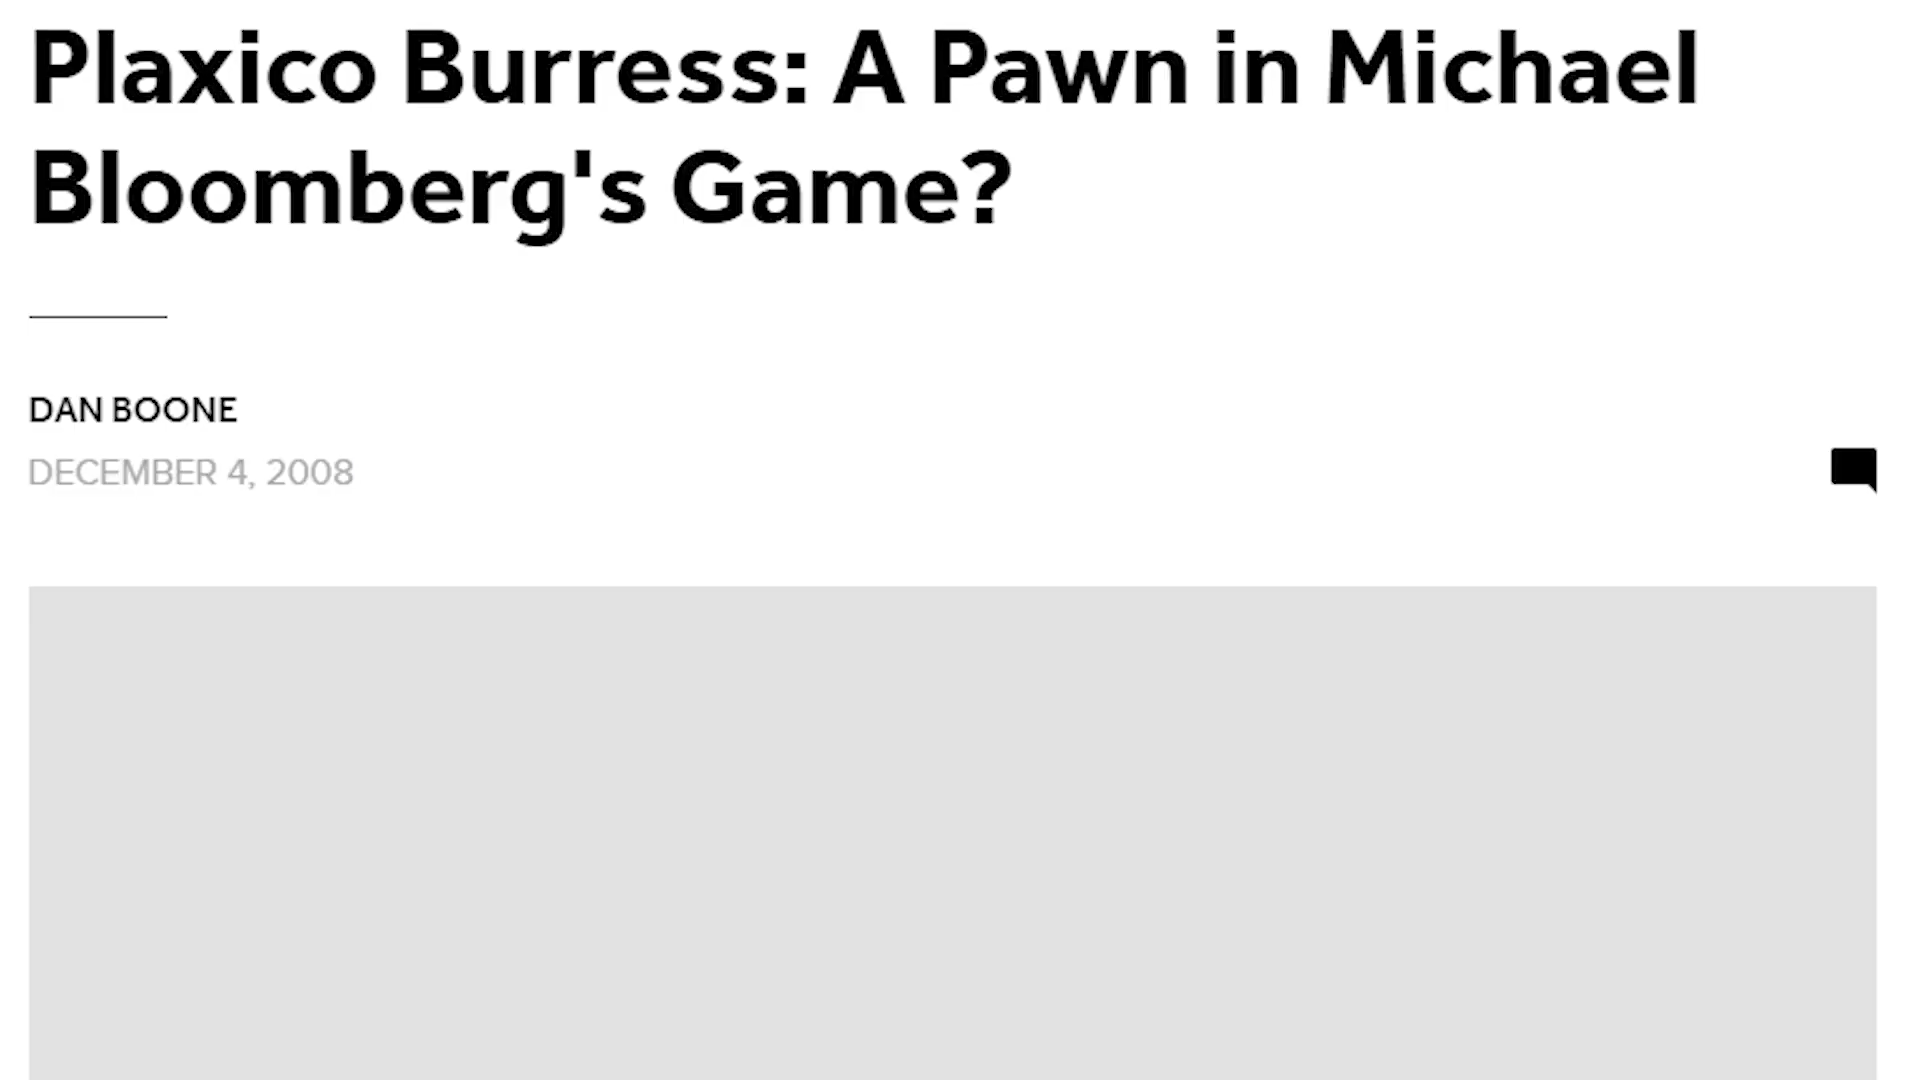 Plaxico Burress: A Pawn in Michael
Bloomberg's Game?
DAN BOONE
DECEMBER 4, 2008